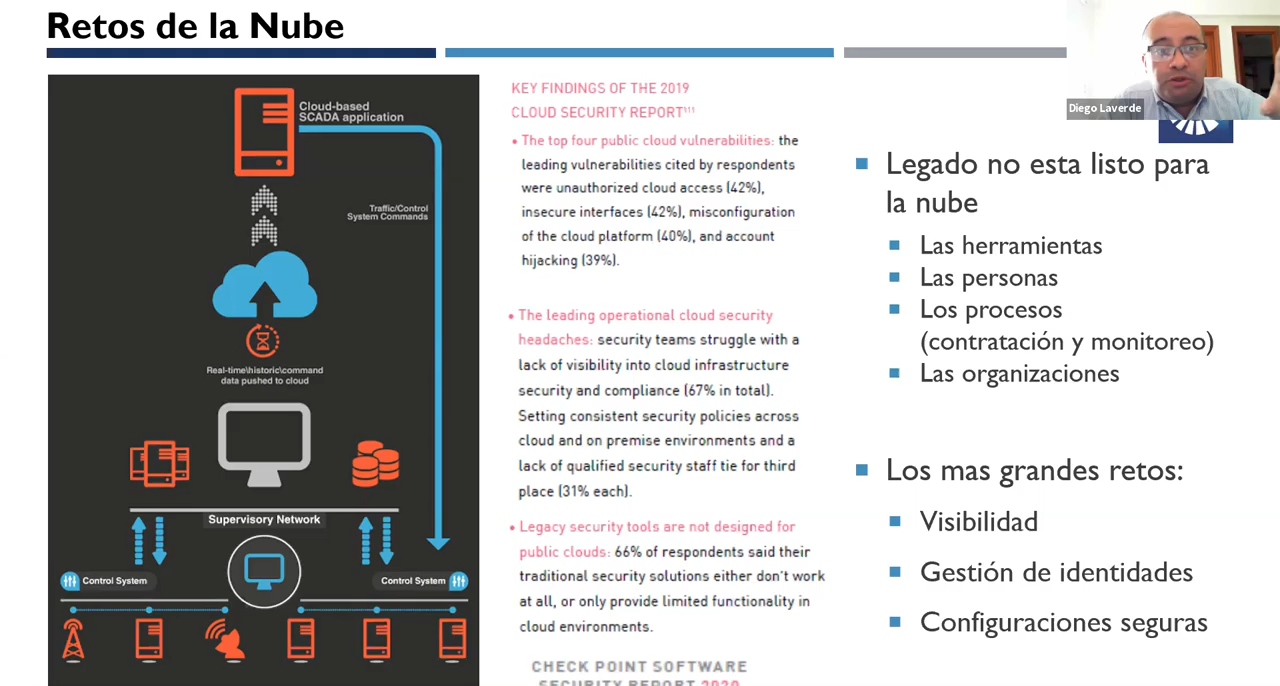 Retos de la Nube
Diego Laverde
Cloud-based
SCADA application
Traffic/Control
System Commands
Real-time\historic\command
data pushed to cloud
Supervisory Network
Control System
Control System
KEY FINDINGS OF THE 2019
CLOUD SECURITY REPORT¹¹¹
• The top four public cloud vulnerabilities: the
leading vulnerabilities cited by respondents
were unauthorized cloud access (42%),
insecure interfaces (42%), misconfiguration
of the cloud platform (40%), and account
hijacking (39%).
• The leading operational cloud security
headaches: security teams struggle with a
lack of visibility into cloud infrastructure
security and compliance (67% in total).
Setting consistent security policies across
cloud and on premise environments and a
lack of qualified security staff tie for third
place (31% each).
• Legacy security tools are not designed for
public clouds: 66% of respondents said their
traditional security solutions either don't work
at all, or only provide limited functionality in
cloud environments.
CHECK POINT SOFTWARE
SECURITY REPORT 2020
Legado no esta listo para
la nube
Las herramientas
Las personas
Los procesos
(contratación y monitoreo)
Las organizaciones
Los mas grandes retos:
Visibilidad
Gestión de identidades
Configuraciones seguras